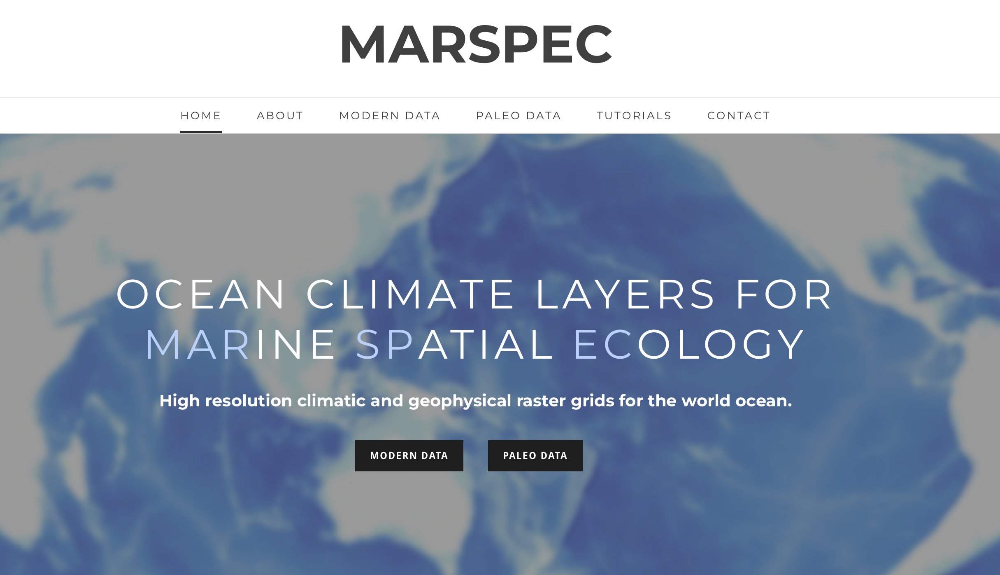 MARSPEC
HOME ABOUT MODERN DATA PALEO DATA TUTORIALS CONTACT
OCEAN CLIMATE LAYERS FOR
MARINE SPATIAL ECOLOGY
High resolution climatic and geophysical raster grids for the world ocean.
MODERN DATA PALEO DATA